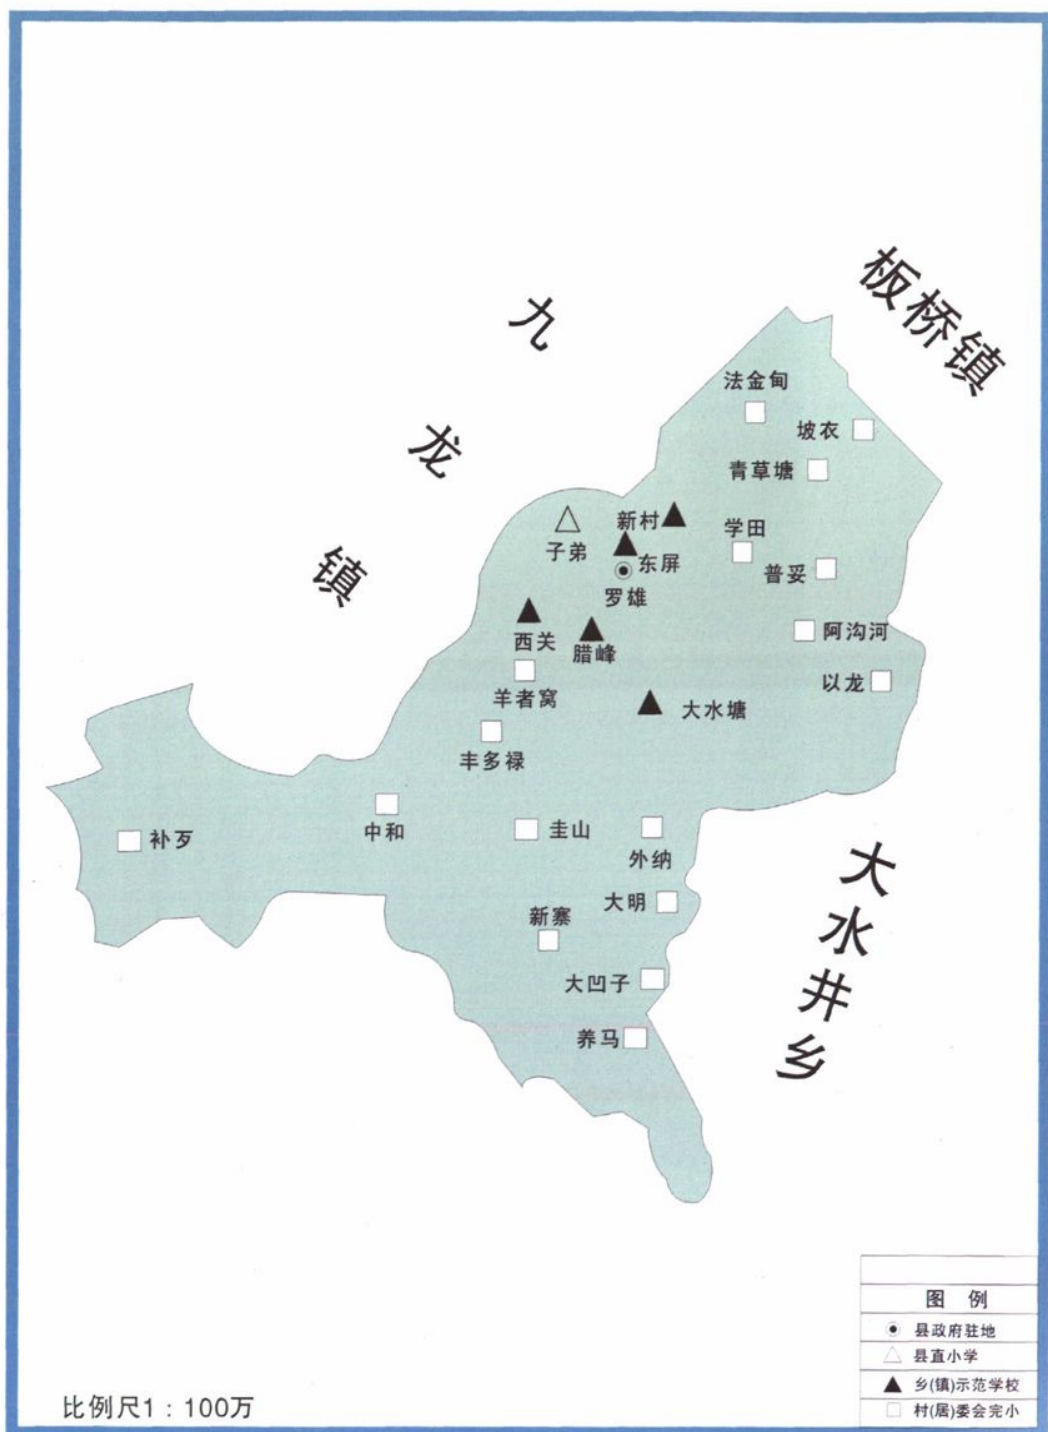 板桥镇
九龙镇
法金甸
坡衣
青草塘
新村
学田
子弟
东屏
普妥
罗雄
阿沟河
西关
腊峰
以龙
羊者窝
大水塘
丰多禄
中和
圭山
补歹
外纳
大水井乡
大明
新寨
大凹子
养马
图 例
县政府驻地
县直小学
乡(镇)示范学校
村(居)委会完小
比例尺1：100万